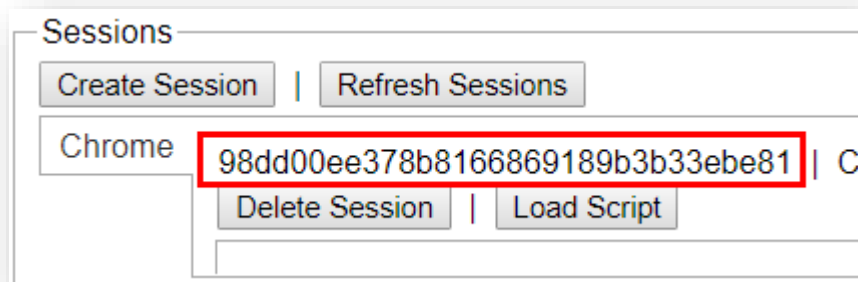 Sessions
Create Session | Refresh Sessions
Chrome
98dd00ee378b8166869189b3b33ebe81 | C
Delete Session | Load Script